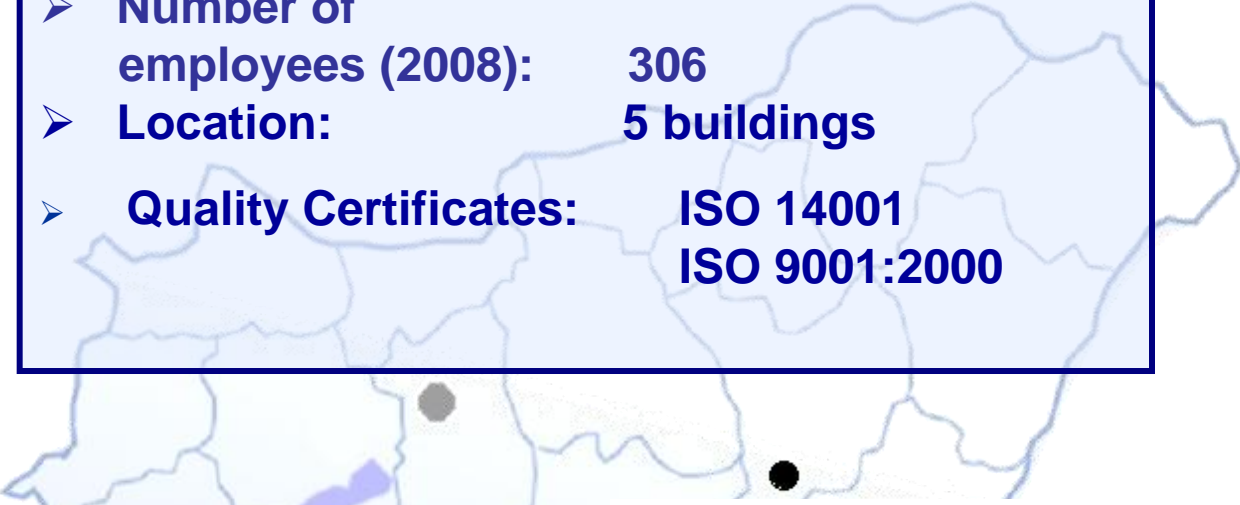 ➢ Number of
employees (2008): 306
➢ Location: 5 buildings
➢ Quality Certificates: ISO 14001
ISO 9001:2000